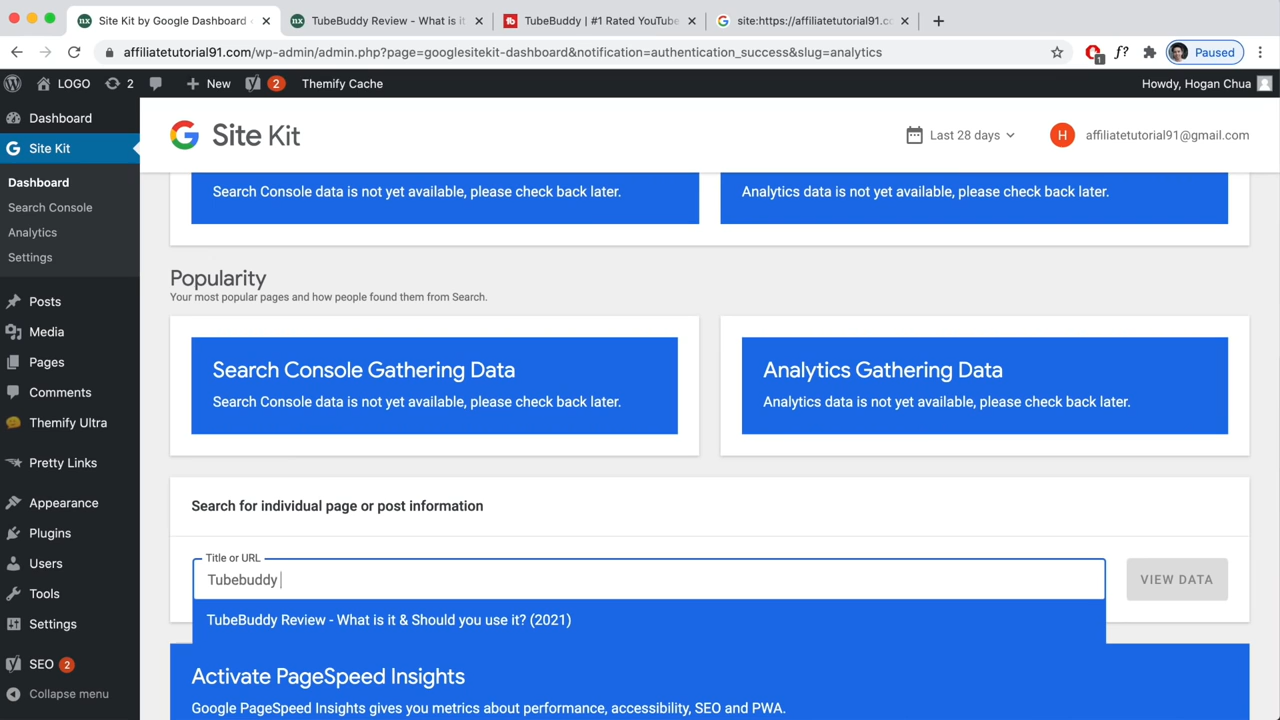 Site Kit by Google Dashboard
TubeBuddy Review - What is it
TubeBuddy | #1 Rated YouTube
site:https://affiliatetutorial91.c
affiliatetutorial91.com/wp-admin/admin.php?page=googlesitekit-dashboard&notification=authentication_success&slug=analytics
1
f?
Paused
LOGO
2
New
2
Themify Cache
Howdy, Hogan Chua
Dashboard
Site Kit
Dashboard
Search Console
Analytics
Settings
Posts
Media
Pages
Comments
Themify Ultra
Pretty Links
Appearance
Plugins
Users
Tools
Settings
SEO 2
Collapse menu
Site Kit
Last 28 days
H
affiliatetutorial91@gmail.com
Search Console data is not yet available, please check back later.
Analytics data is not yet available, please check back later.
Popularity
Your most popular pages and how people found them from Search.
Search Console Gathering Data
Search Console data is not yet available, please check back later.
Analytics Gathering Data
Analytics data is not yet available, please check back later.
Search for individual page or post information
Title or URL
Tubebuddy
VIEW DATA
TubeBuddy Review - What is it & Should you use it? (2021)
Activate PageSpeed Insights
Google PageSpeed Insights gives you metrics about performance, accessibility, SEO and PWA.